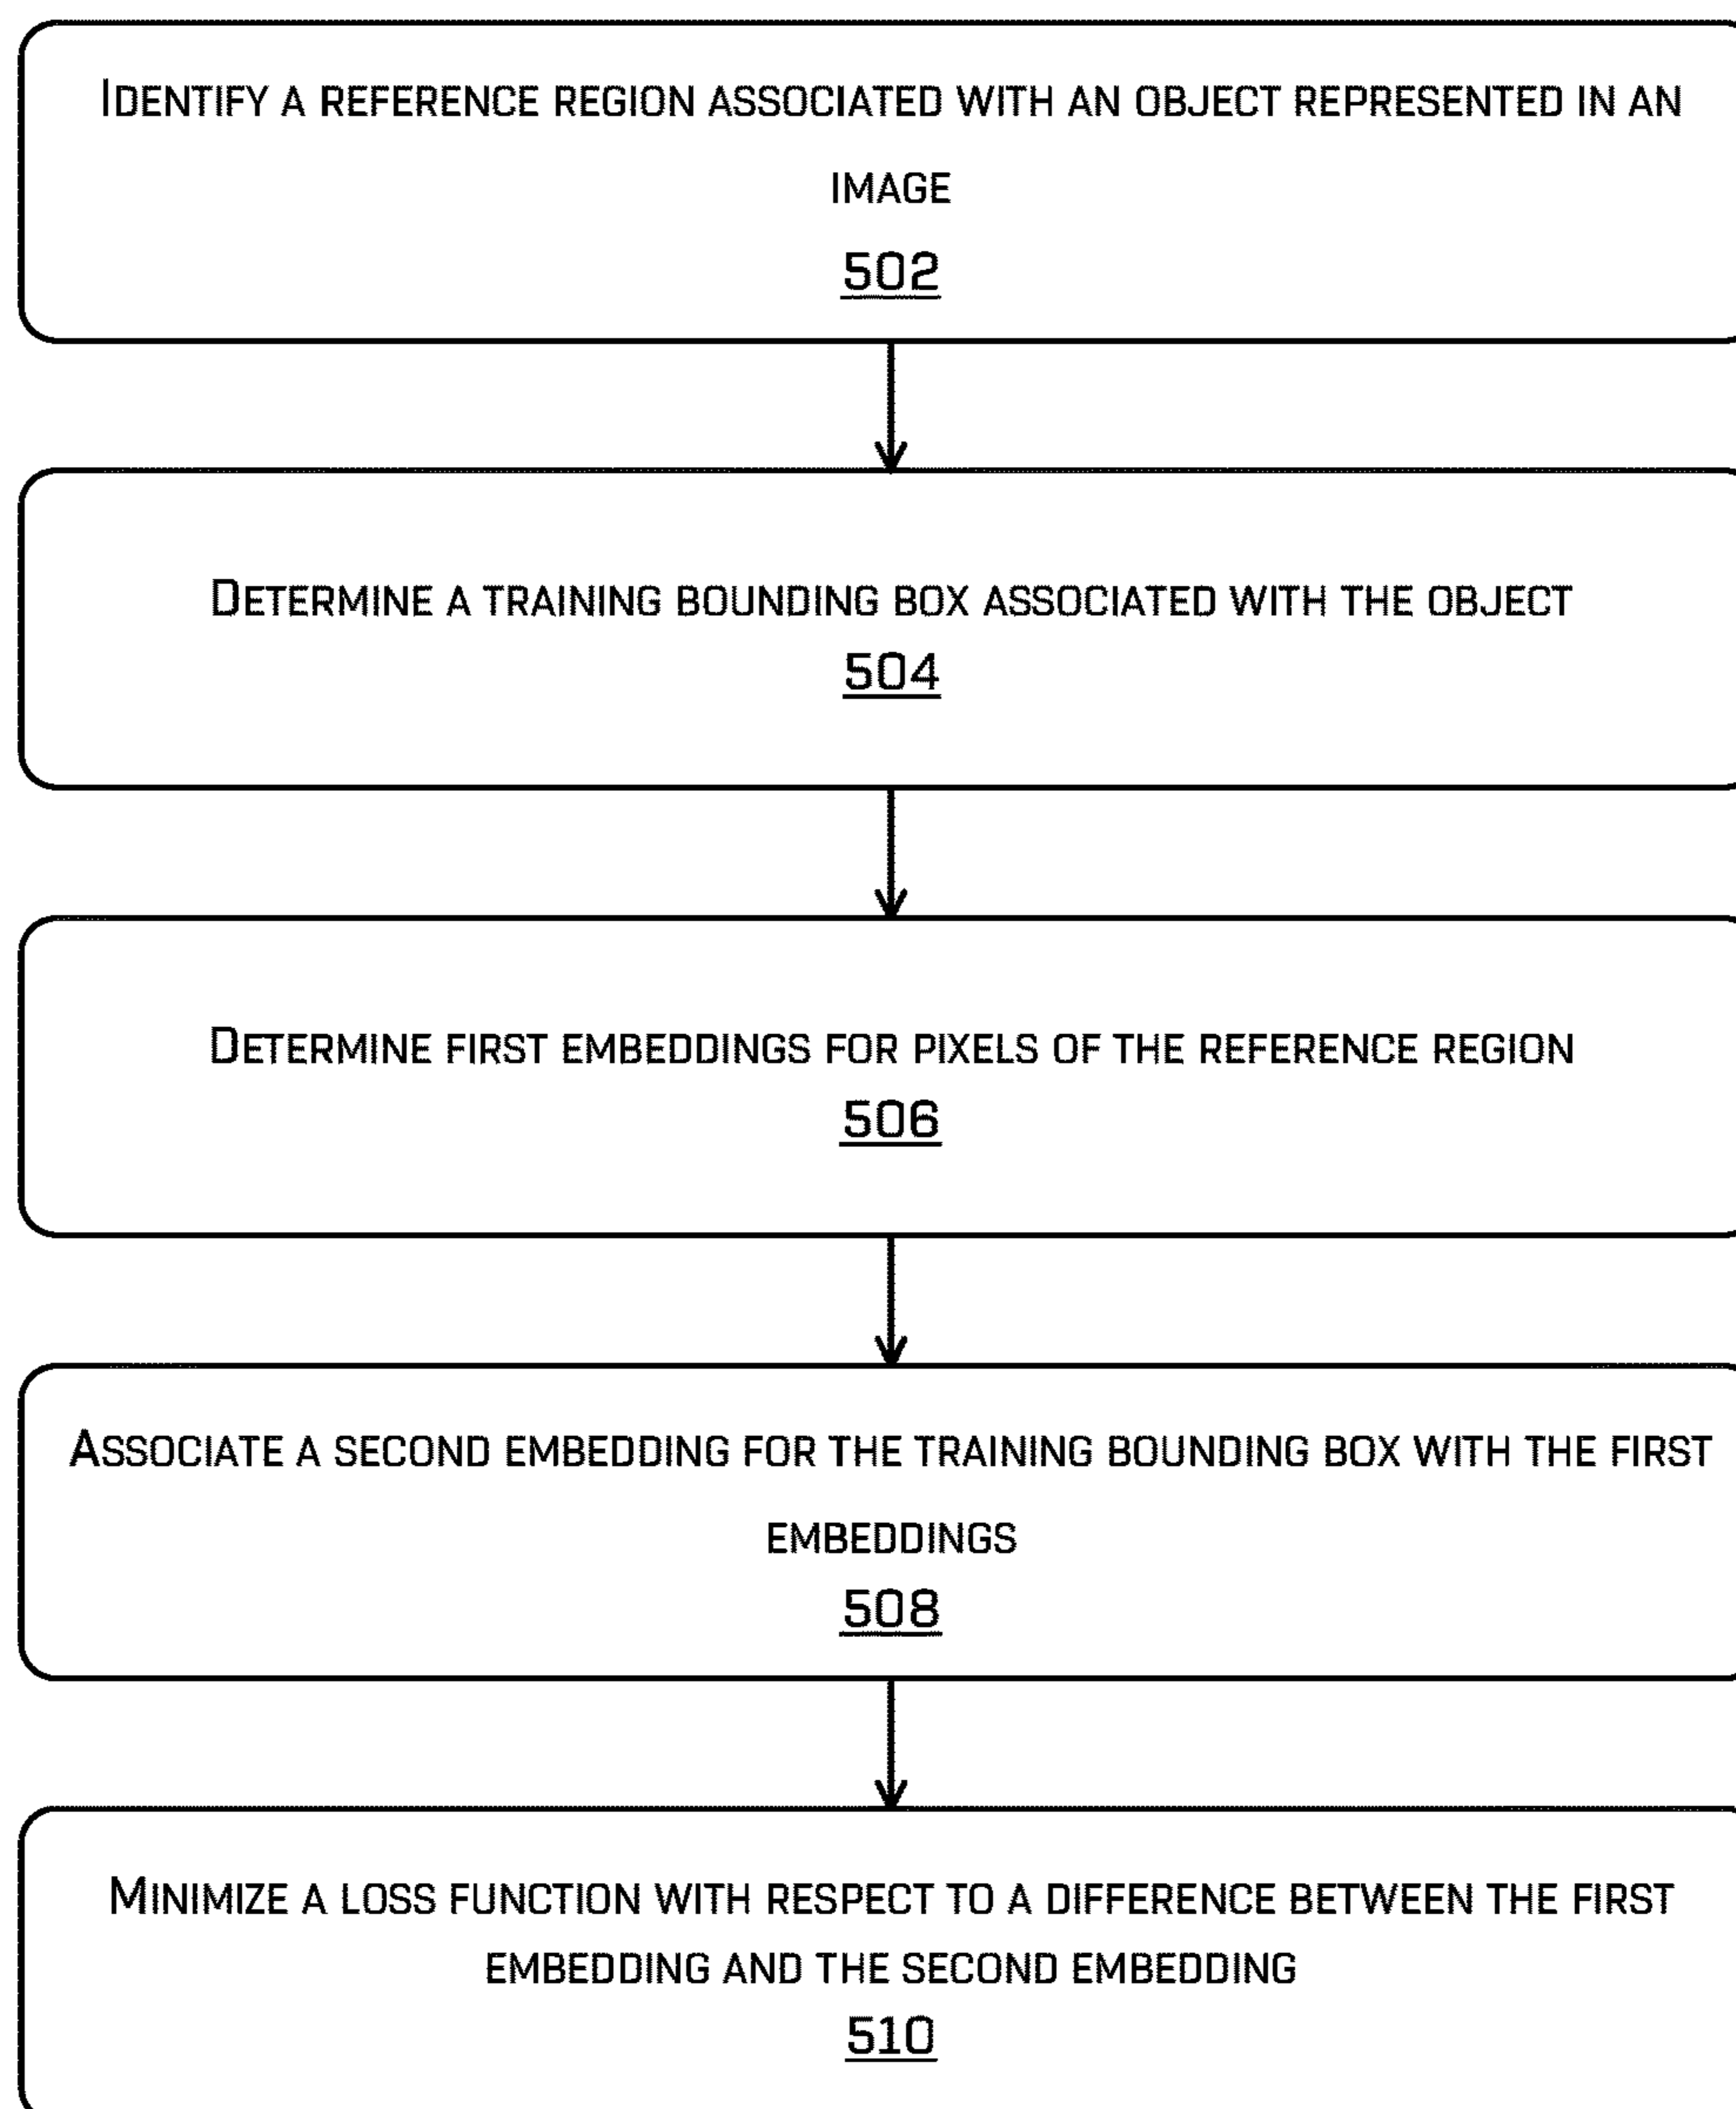 Identify a reference region associated with an object represented in an
image
502
Determine a training bounding box associated with the object
504
Determine first embeddings for pixels of the reference region
506
Associate a second embedding for the training bounding box with the first
embeddings
508
Minimize a loss function with respect to a difference between the first
embedding and the second embedding
510